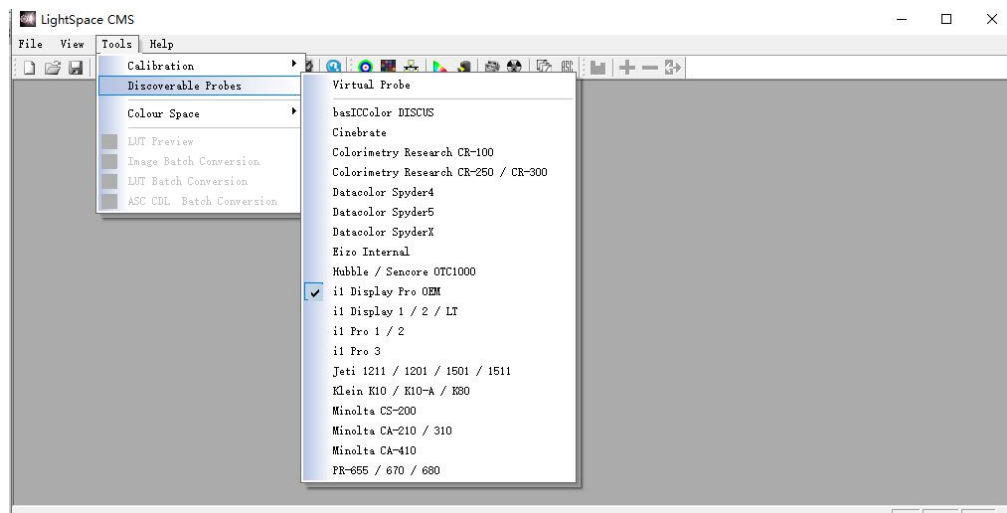 LightSpace CMS
File View Tools Help
Calibration
Discoverable Probes
Colour Space
LUT Preview
Image Batch Conversion
LUT Batch Conversion
ASC CDL Batch Conversion
Virtual Probe
basICColor DISCUS
Cinebrate
Colorimetry Research CR-100
Colorimetry Research CR-250 / CR-300
Datacolor Spyder4
Datacolor Spyder5
Datacolor SpyderX
Eizo Internal
Hubble / Sencore OTC1000
i1 Display Pro OEM
i1 Display 1 / 2 / LT
i1 Pro 1 / 2
i1 Pro 3
Jeti 1211 / 1201 / 1501 / 1511
Klein K10 / K10-A / K80
Minolta CS-200
Minolta CA-210 / 310
Minolta CA-410
PR-655 / 670 / 680